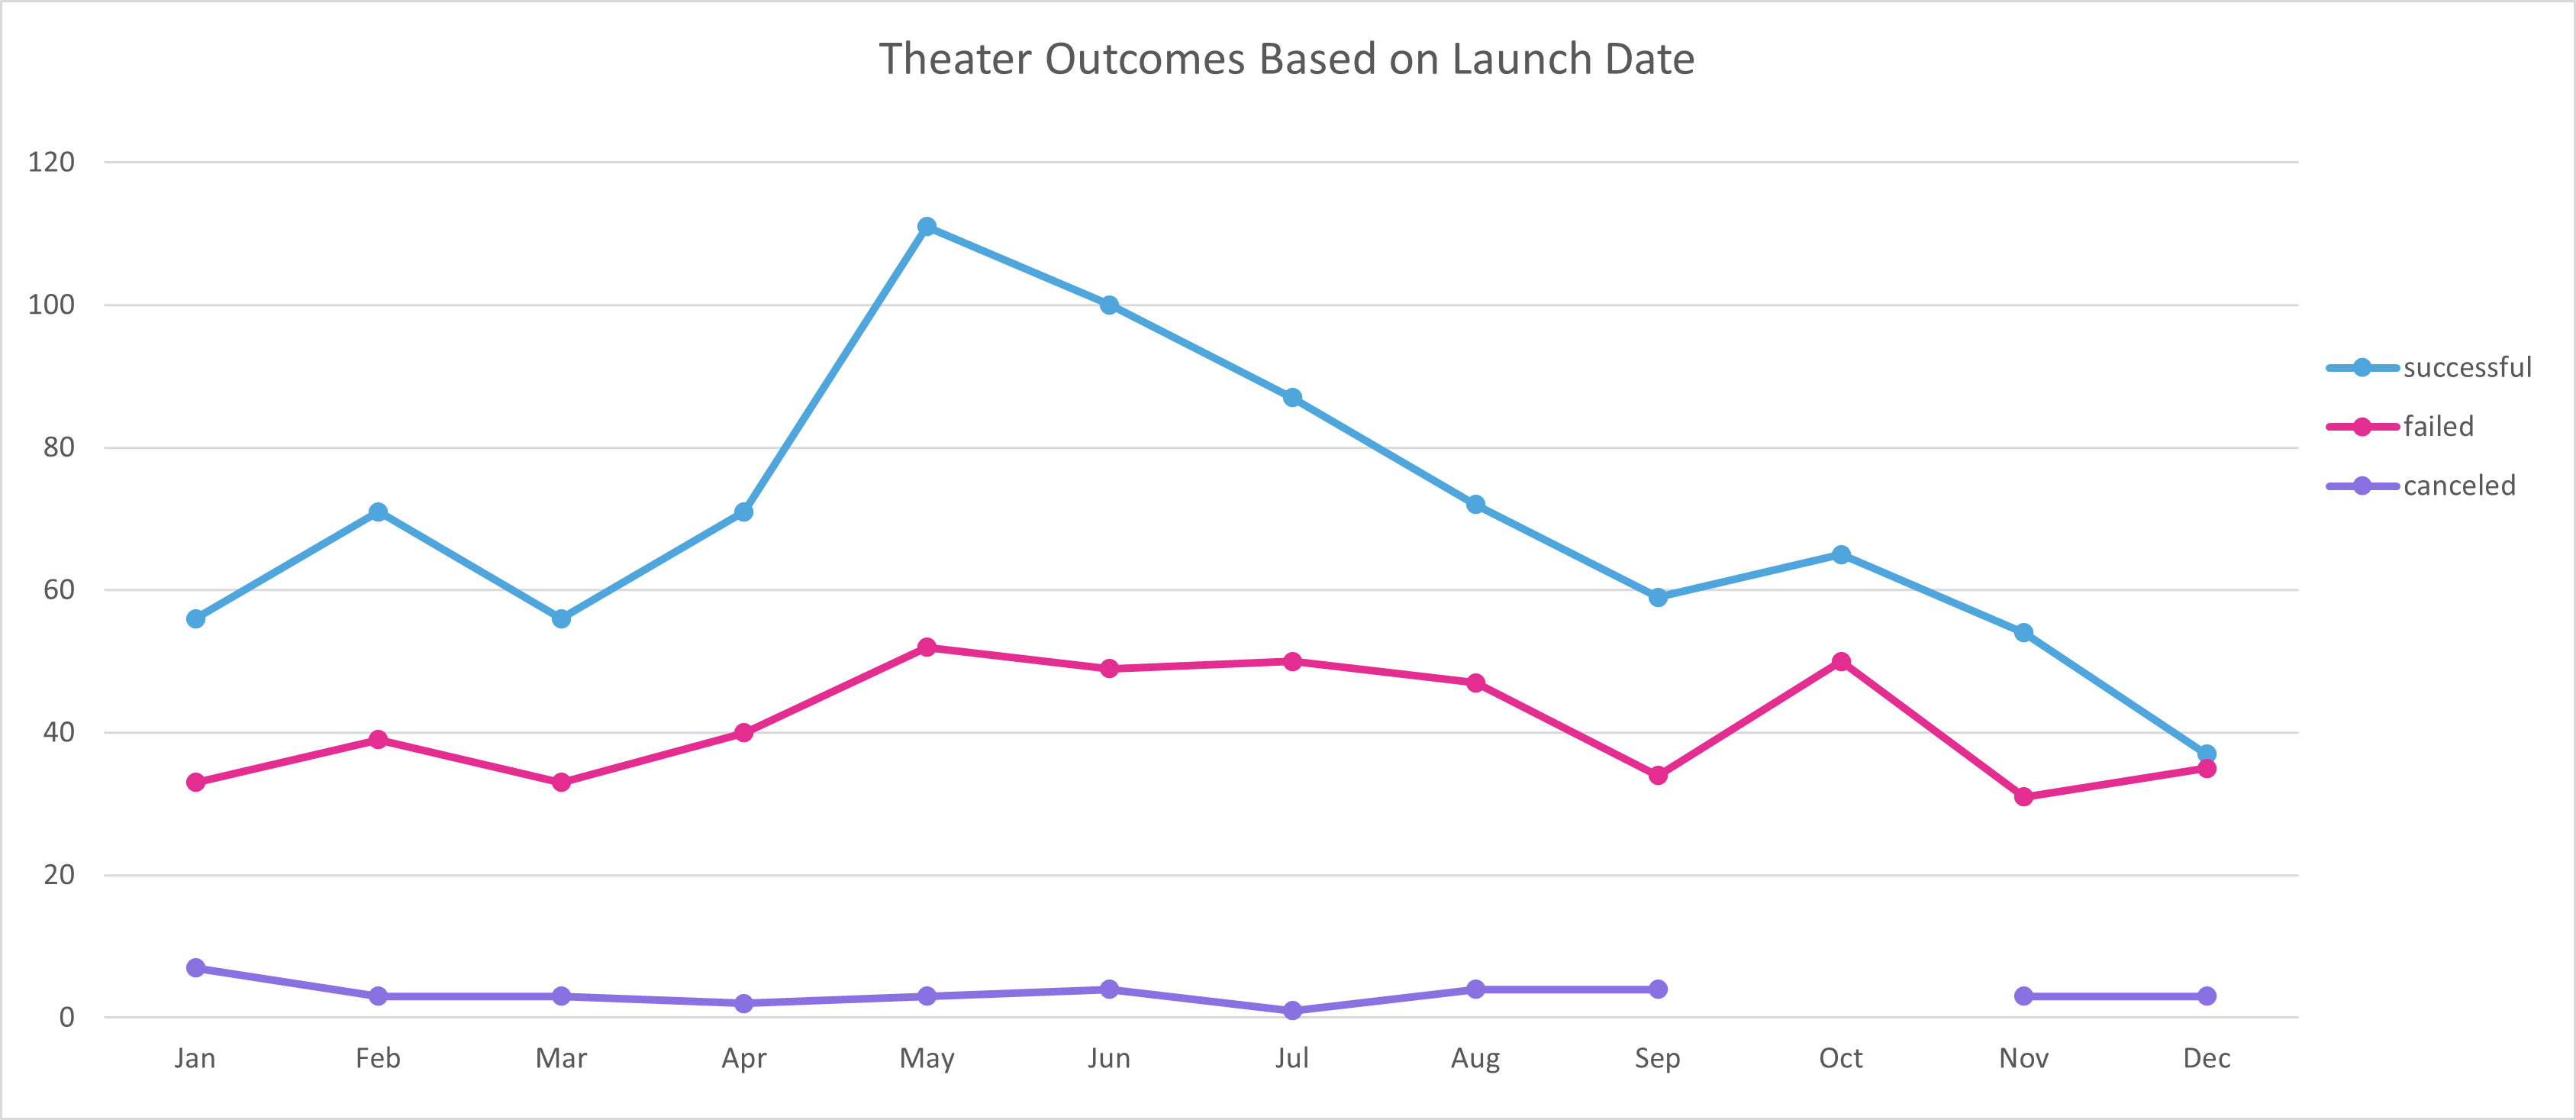 Theater Outcomes Based on Launch Date
120
100
80
60
40
20
0
Jan Feb Mar Apr May Jun Jul Aug Sep Oct Nov Dec
successful
failed
canceled